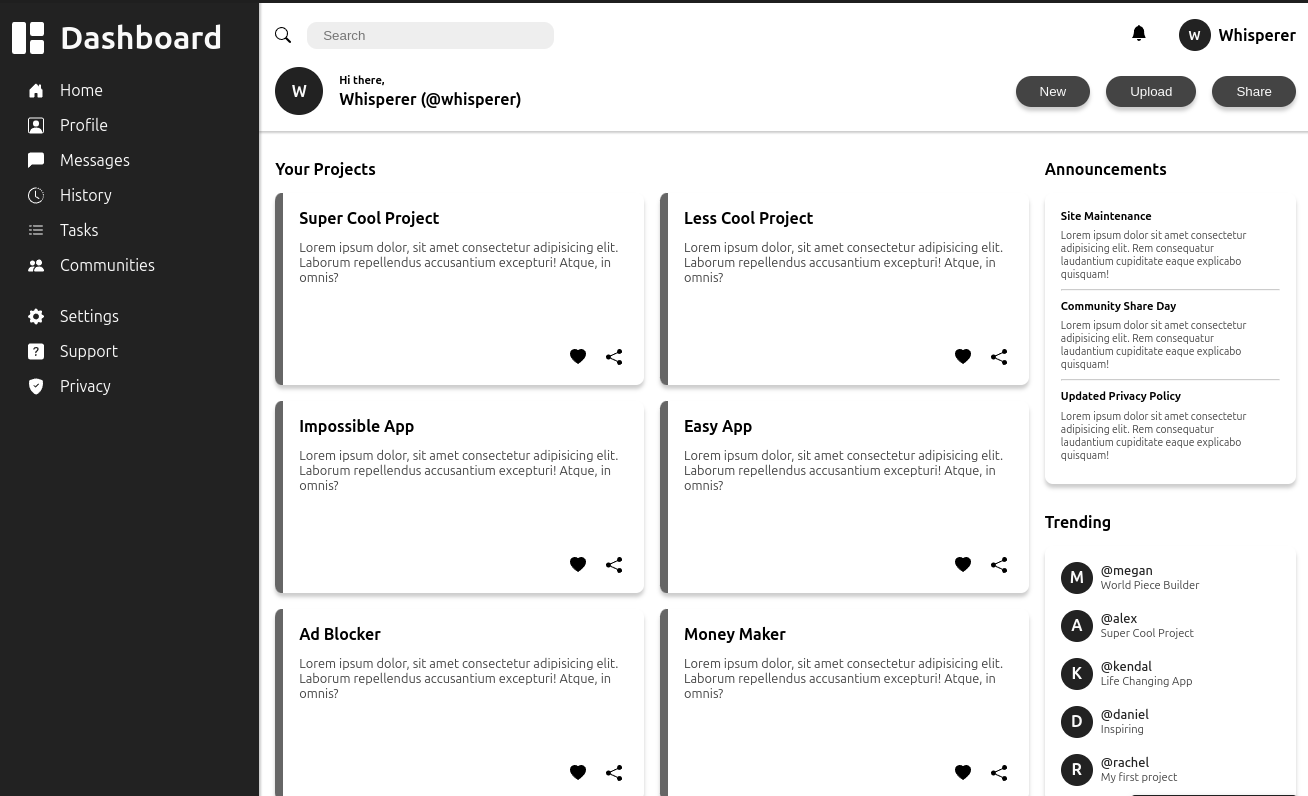 Dashboard
Home
Profile
Messages
History
Tasks
Communities
Settings
Support
Privacy
Search
W
Whisperer
W
Hi there,
Whisperer (@whisperer)
New
Upload
Share
Your Projects
Super Cool Project
Lorem ipsum dolor, sit amet consectetur adipisicing elit.
Laborum repellendus accusantium excepturi! Atque, in
omnis?
Less Cool Project
Lorem ipsum dolor, sit amet consectetur adipisicing elit.
Laborum repellendus accusantium excepturi! Atque, in
omnis?
Impossible App
Lorem ipsum dolor, sit amet consectetur adipisicing elit.
Laborum repellendus accusantium excepturi! Atque, in
omnis?
Easy App
Lorem ipsum dolor, sit amet consectetur adipisicing elit.
Laborum repellendus accusantium excepturi! Atque, in
omnis?
Ad Blocker
Lorem ipsum dolor, sit amet consectetur adipisicing elit.
Laborum repellendus accusantium excepturi! Atque, in
omnis?
Money Maker
Lorem ipsum dolor, sit amet consectetur adipisicing elit.
Laborum repellendus accusantium excepturi! Atque, in
omnis?
Announcements
Site Maintenance
Lorem ipsum dolor sit amet consectetur
adipisicing elit. Rem consequatur
laudantium cupiditate eaque explicabo
quisquam!
Community Share Day
Lorem ipsum dolor sit amet consectetur
adipisicing elit. Rem consequatur
laudantium cupiditate eaque explicabo
quisquam!
Updated Privacy Policy
Lorem ipsum dolor sit amet consectetur
adipisicing elit. Rem consequatur
laudantium cupiditate eaque explicabo
quisquam!
Trending
M
@megan
World Piece Builder
A
@alex
Super Cool Project
K
@kendal
Life Changing App
D
@daniel
Inspiring
R
@rachel
My first project